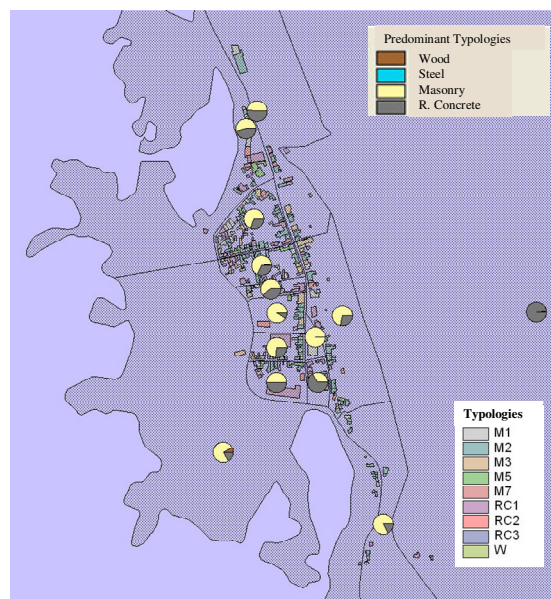 Predominant Typologies
Wood
Steel
Masonry
R. Concrete
Typologies
M1
M2
M3
M5
M7
RC1
RC2
RC3
W